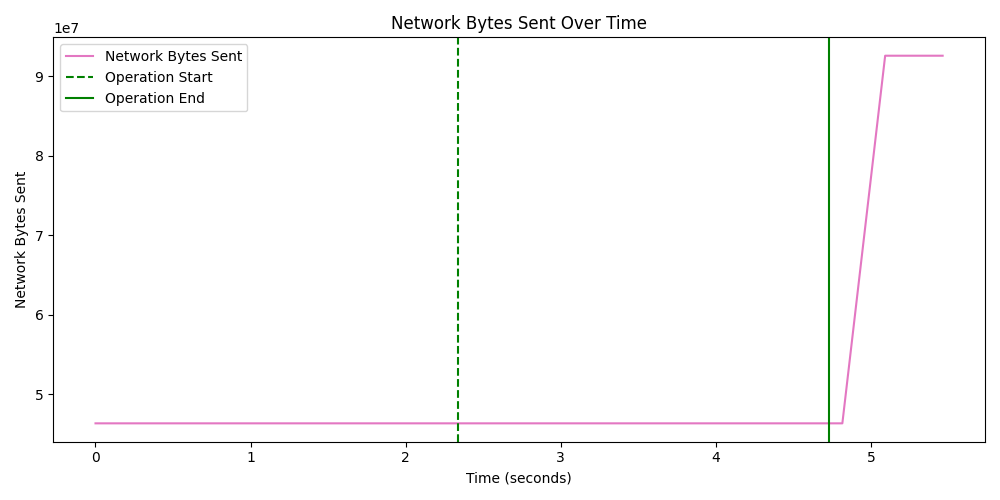 Network Bytes Sent Over Time
1e7
Network Bytes Sent
Operation Start
Operation End
9
8
7
6
5
Network Bytes Sent
0 1 2 3 4 5
Time (seconds)